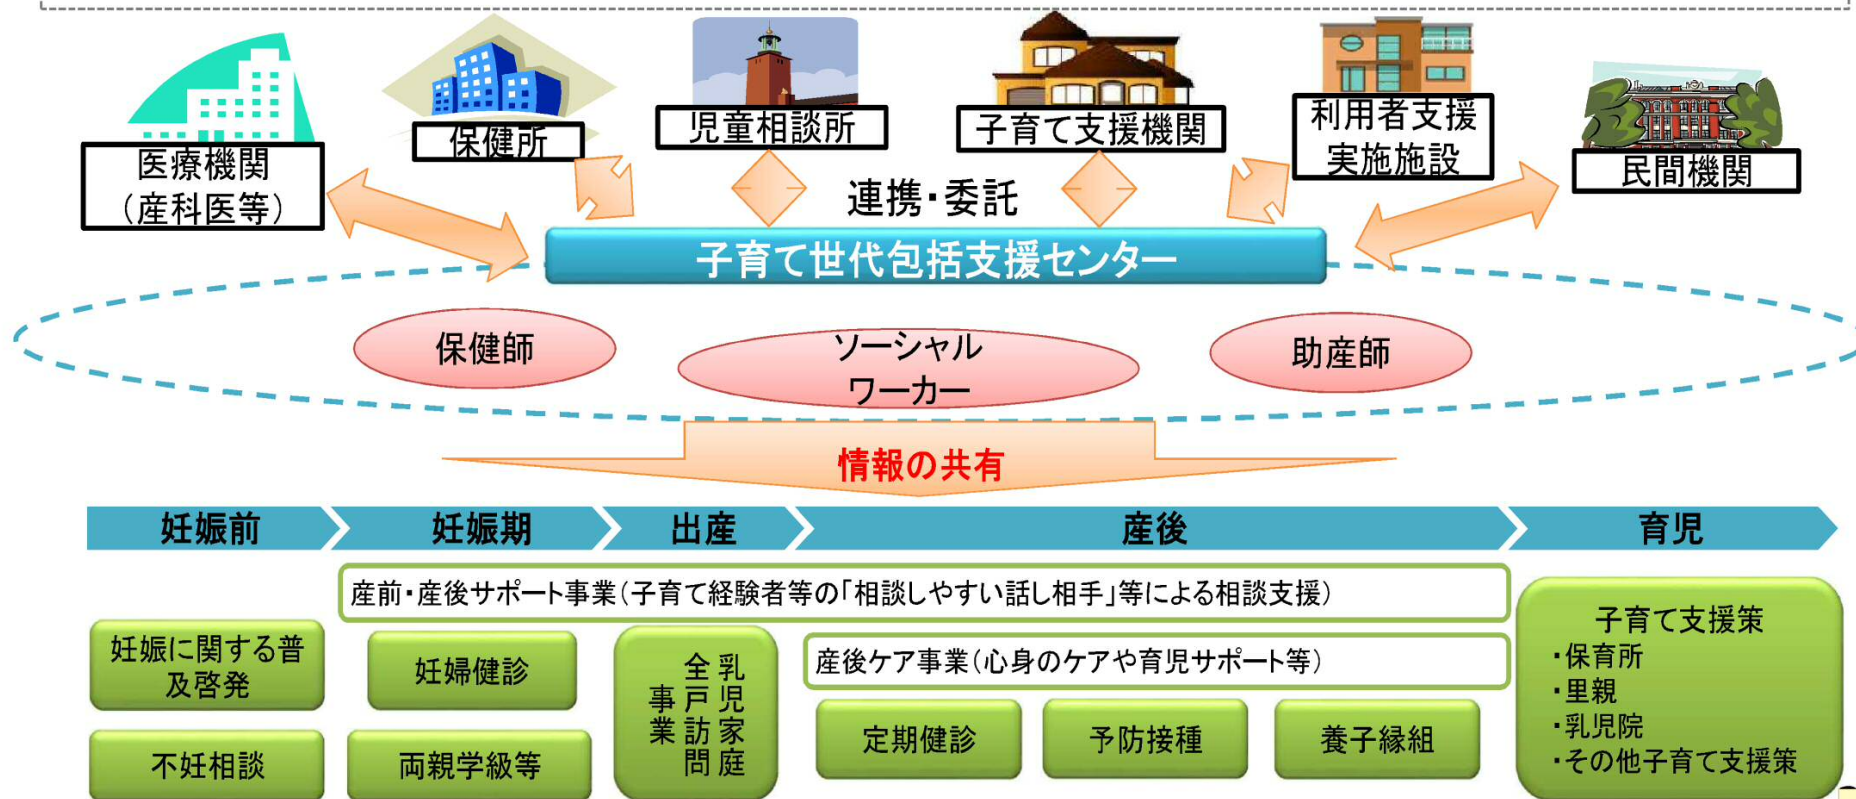 医療機関
（産科医等）
保健所
児童相談所
子育て支援機関
利用者支援
実施施設
民間機関
連携・委託
子育て世代包括支援センター
保健師
ソーシャル
ワーカー
助産師
情報の共有
妊娠前
妊娠期
出産
産後
育児
産前・産後サポート事業（子育て経験者等の「相談しやすい話し相手」等による相談支援）
妊娠に関する普
及啓発
不妊相談
妊婦健診
両親学級等
乳児家庭
全戸訪問
事業
産後ケア事業（心身のケアや育児サポート等）
定期健診
予防接種
養子縁組
子育て支援策
・保育所
・里親
・乳児院
・その他子育て支援策